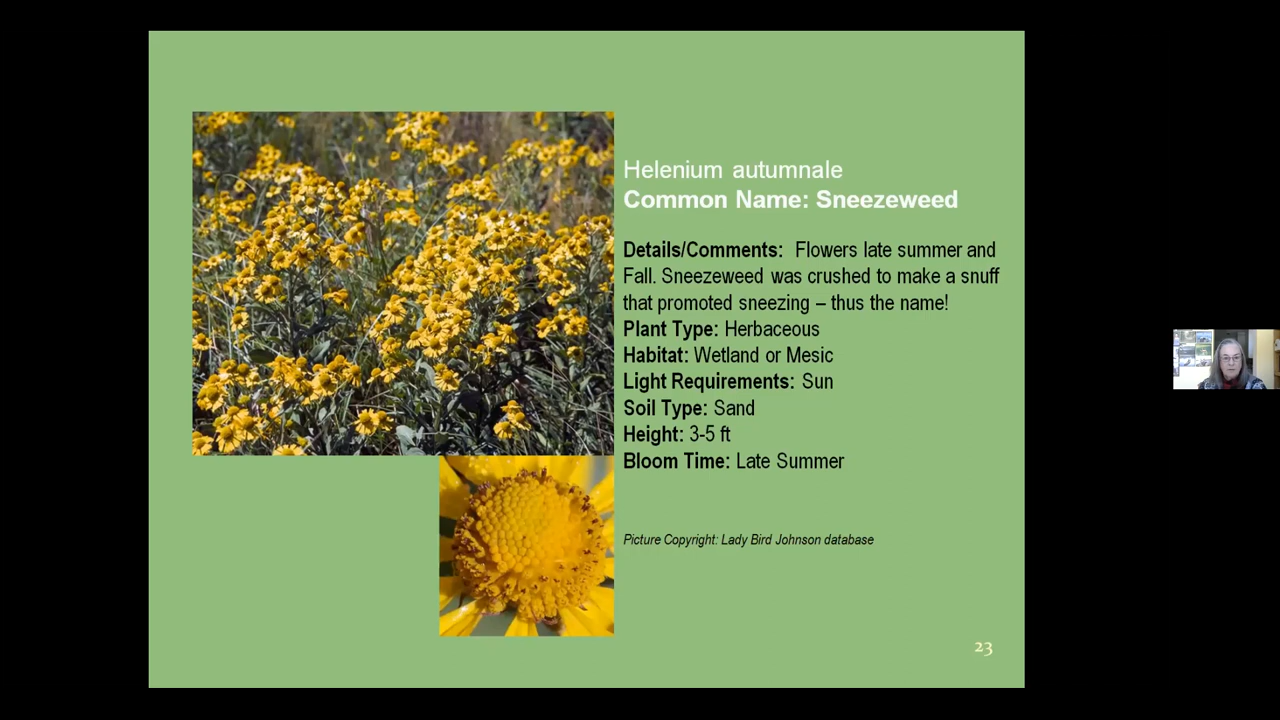 Helenium autumnale
Common Name: Sneezeweed
Details/Comments: Flowers late summer and
Fall. Sneezeweed was crushed to make a snuff
that promoted sneezing – thus the name!
Plant Type: Herbaceous
Habitat: Wetland or Mesic
Light Requirements: Sun
Soil Type: Sand
Height: 3-5 ft
Bloom Time: Late Summer
Picture Copyright: Lady Bird Johnson database
23